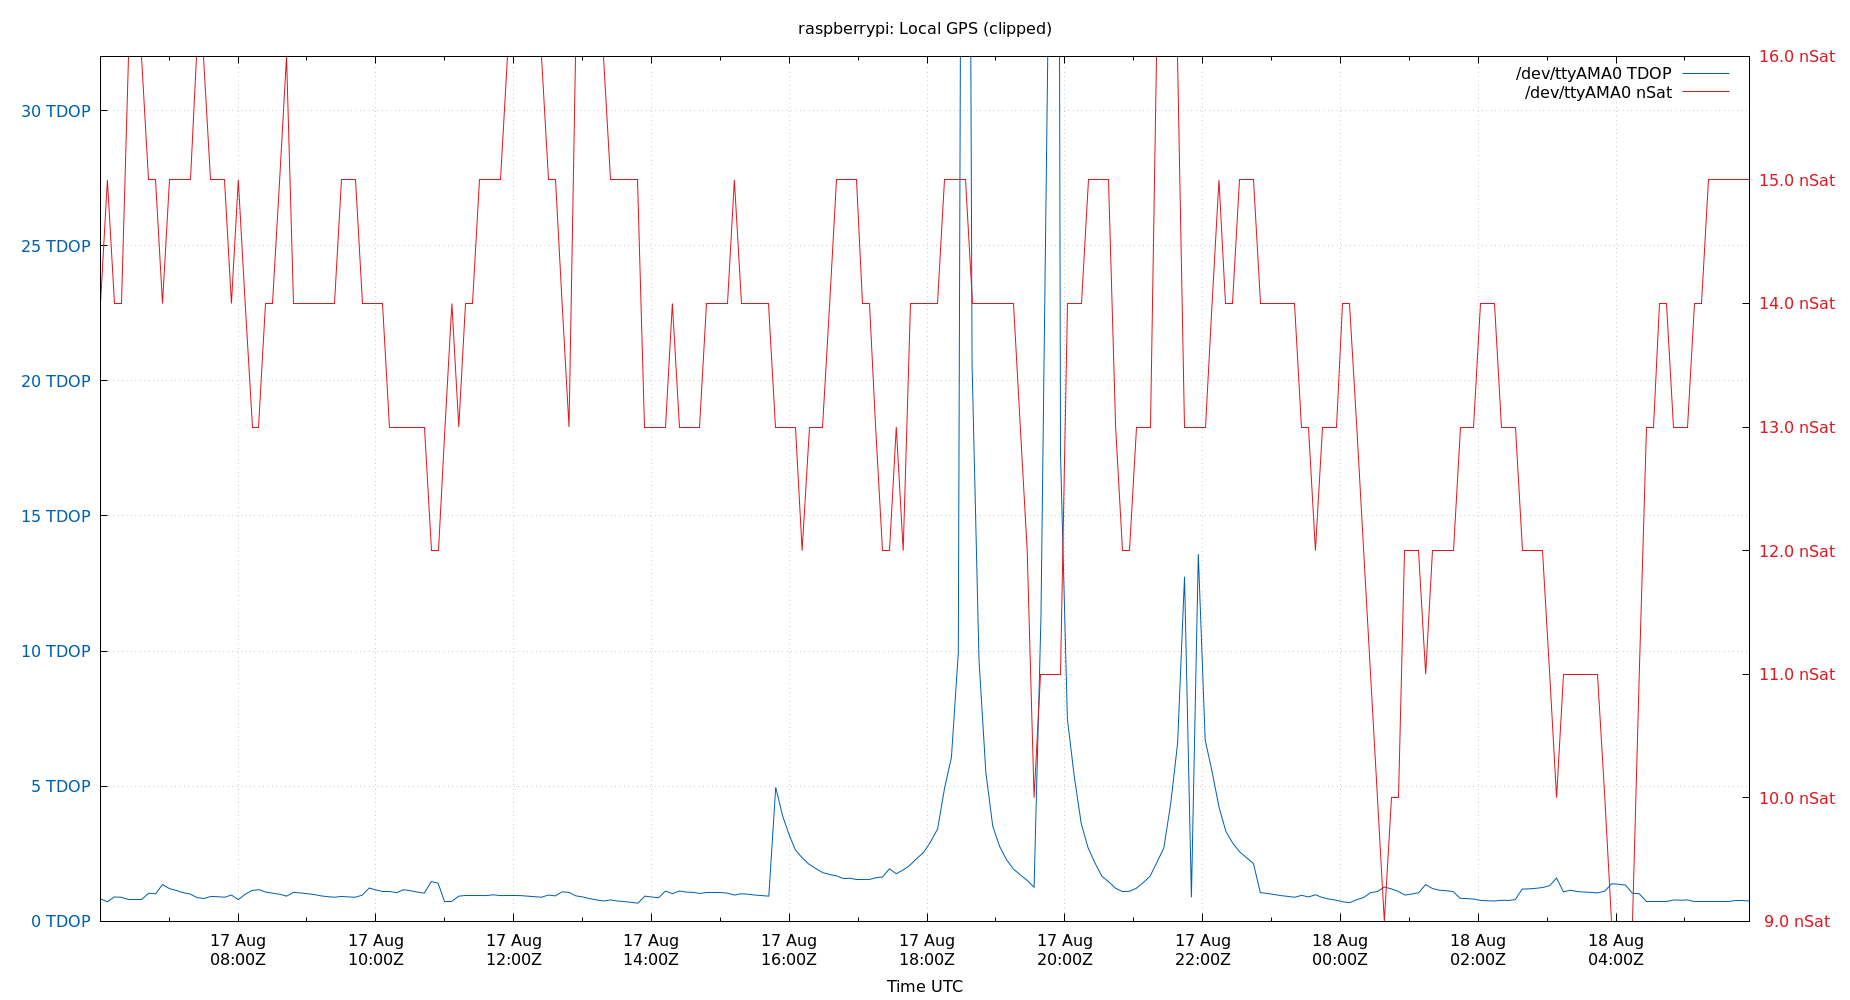 raspberrypi: Local GPS (clipped)
/dev/ttyAMA0 TDOP
/dev/ttyAMA0 nSat
30 TDOP
25 TDOP
20 TDOP
15 TDOP
10 TDOP
5 TDOP
0 TDOP
16.0 nSat
15.0 nSat
14.0 nSat
13.0 nSat
12.0 nSat
11.0 nSat
10.0 nSat
9.0 nSat
17 Aug
08:00Z
17 Aug
10:00Z
17 Aug
12:00Z
17 Aug
14:00Z
17 Aug
16:00Z
17 Aug
18:00Z
17 Aug
20:00Z
17 Aug
22:00Z
18 Aug
00:00Z
18 Aug
02:00Z
18 Aug
04:00Z
Time UTC